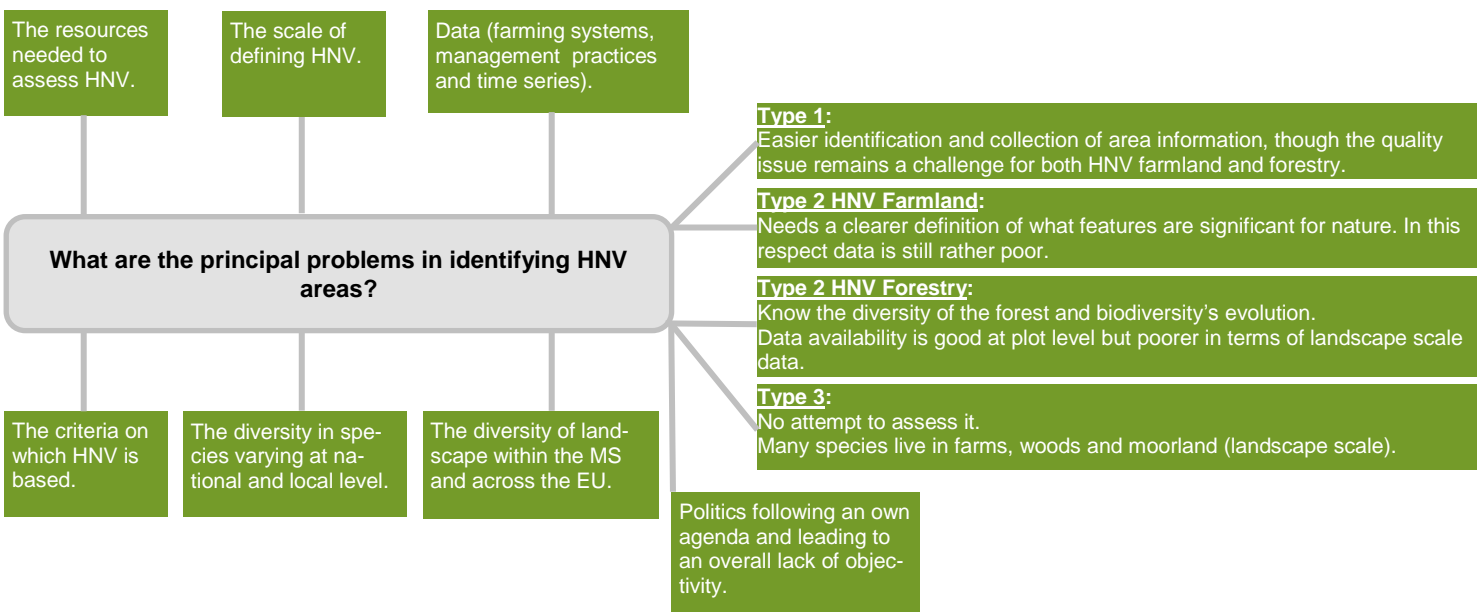 The resources
needed to
assess HNV.
The scale of
defining HNV.
Data (farming systems,
management practices
and time series).
Type 1:
Easier identification and collection of area information, though the quality
issue remains a challenge for both HNV farmland and forestry.
Type 2 HNV Farmland:
Needs a clearer definition of what features are significant for nature. In this
respect data is still rather poor.
What are the principal problems in identifying HNV
areas?
Type 2 HNV Forestry:
Know the diversity of the forest and biodiversity's evolution.
Data availability is good at plot level but poorer in terms of landscape scale
data.
Type 3:
No attempt to assess it.
Many species live in farms, woods and moorland (landscape scale).
The criteria on
which HNV is
based.
The diversity in spe-
cies varying at na-
tional and local level.
The diversity of land-
scape within the MS
and across the EU.
Politics following an own
agenda and leading to
an overall lack of objec-
tivity.